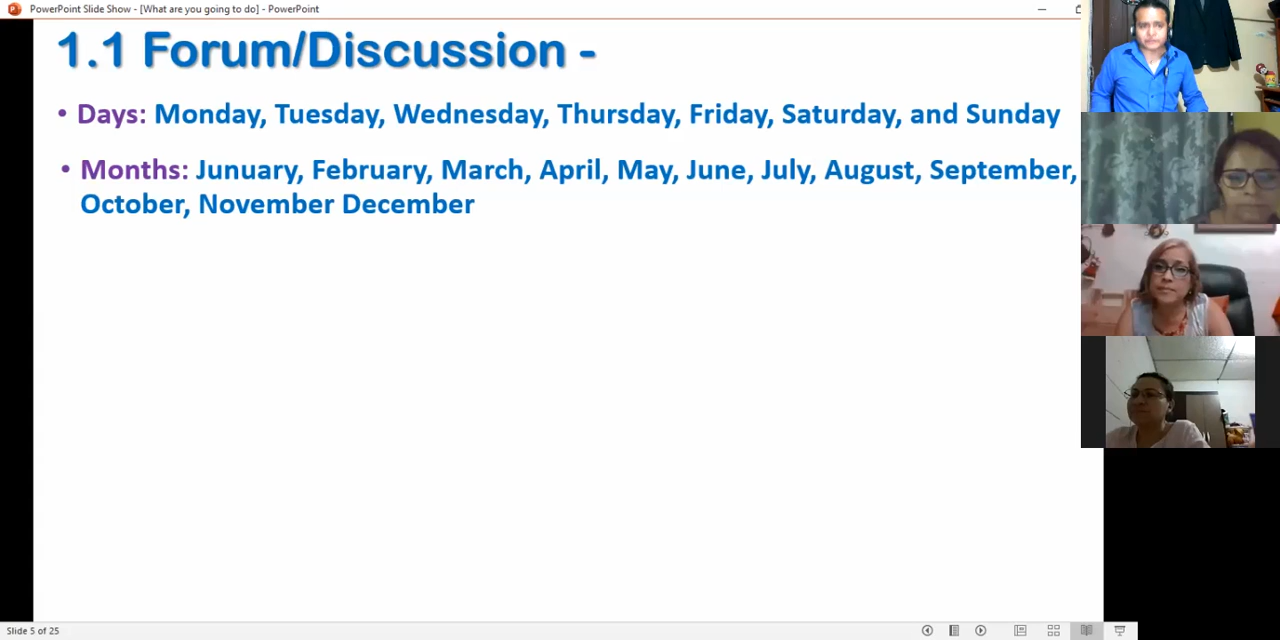 PowerPoint Slide Show - [What are you going to do] - PowerPoint
1.1 Forum/Discussion -
• Days: Monday, Tuesday, Wednesday, Thursday, Friday, Saturday, and Sunday
• Months: Junuary, February, March, April, May, June, July, August, September,
October, November December
Slide 5 of 25